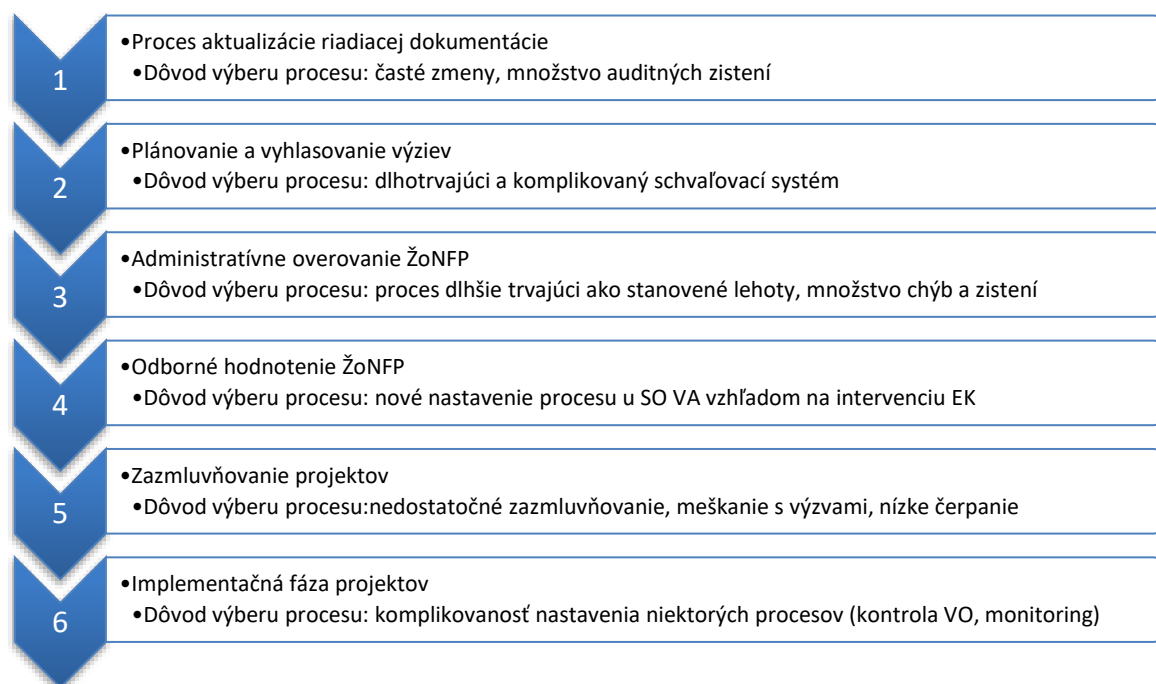 1
•Proces aktualizácie riadiacej dokumentácie
•Dôvod výberu procesu: časté zmeny, množstvo auditných zistení
2
•Plánovanie a vyhlasovanie výziev
•Dôvod výberu procesu: dlhotrvajúci a komplikovaný schvaľovací systém
3
•Administratívne overovanie ŽoNFP
•Dôvod výberu procesu: proces dlhšie trvajúci ako stanovené lehoty, množstvo chýb a zistení
4
•Odborné hodnotenie ŽoNFP
•Dôvod výberu procesu: nové nastavenie procesu u SO VA vzhľadom na intervenciu EK
5
•Zazmluvňovanie projektov
•Dôvod výberu procesu:nedostatočné zazmluvňovanie, meškanie s výzvami, nízke čerpanie
6
•Implementačná fáza projektov
•Dôvod výberu procesu: komplikovanosť nastavenia niektorých procesov (kontrola VO, monitoring)